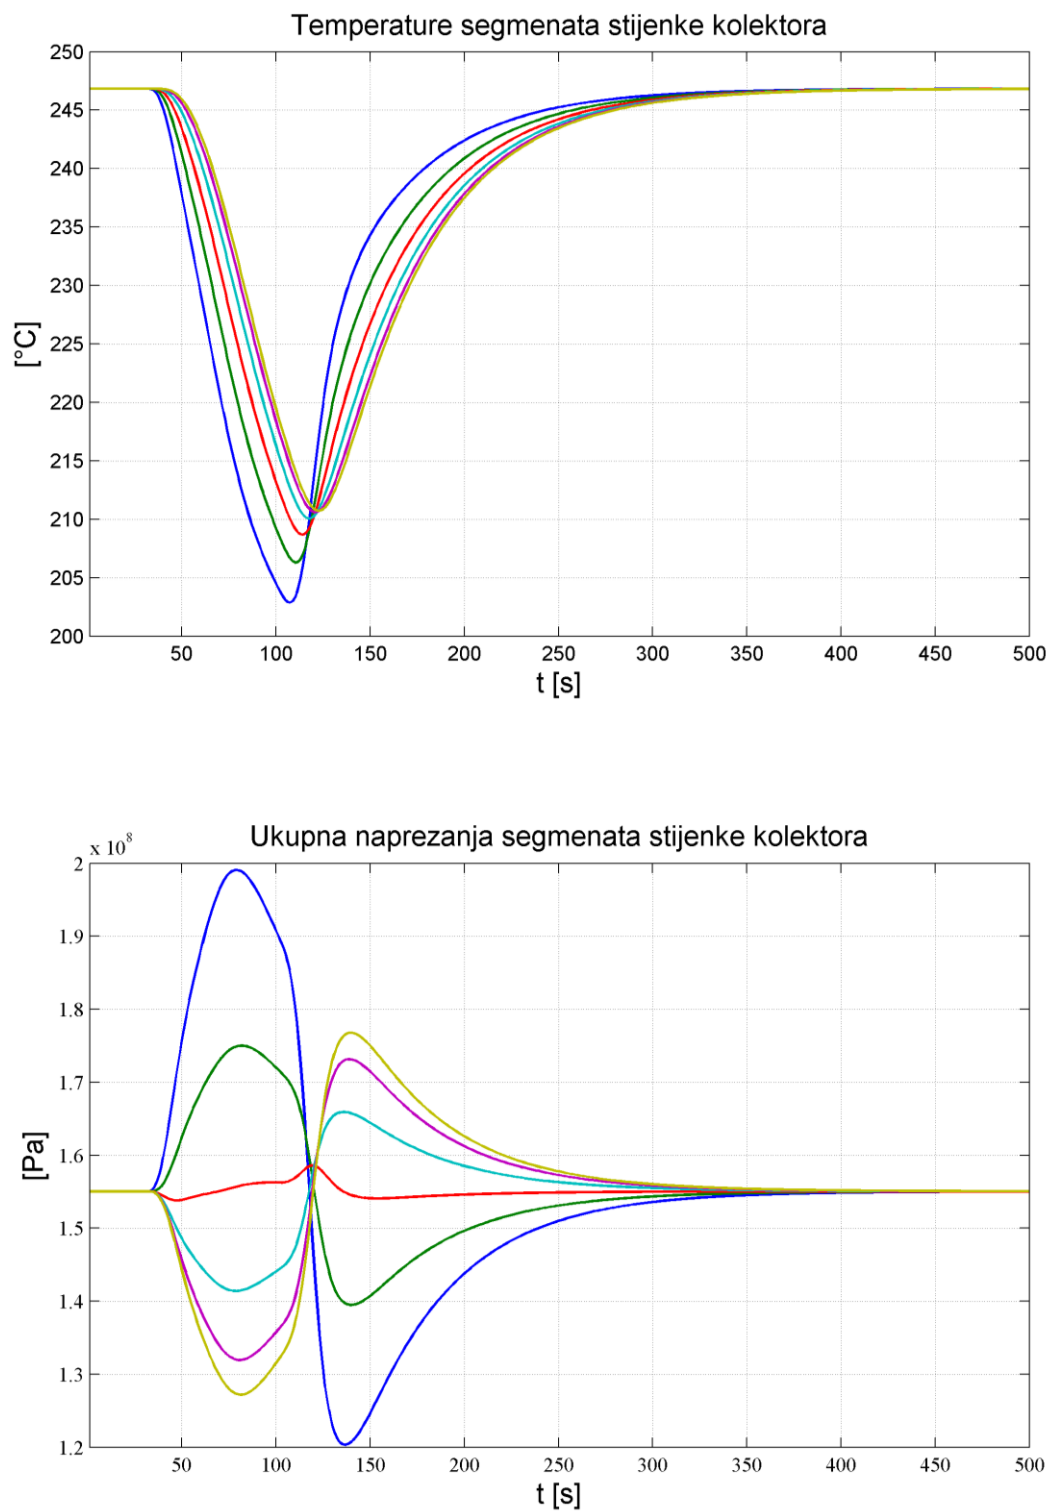 Temperature segmenata stijenke kolektora
250
245
240
235
230
225
220
215
210
205
200
[°C]
50 100 150 200 250 300 350 400 450 500
t [s]
Ukupna naprezanja segmenata stijenke kolektora
x 10⁸
2
1.9
1.8
1.7
1.6
1.5
1.4
1.3
1.2
[Pa]
50 100 150 200 250 300 350 400 450 500
t [s]